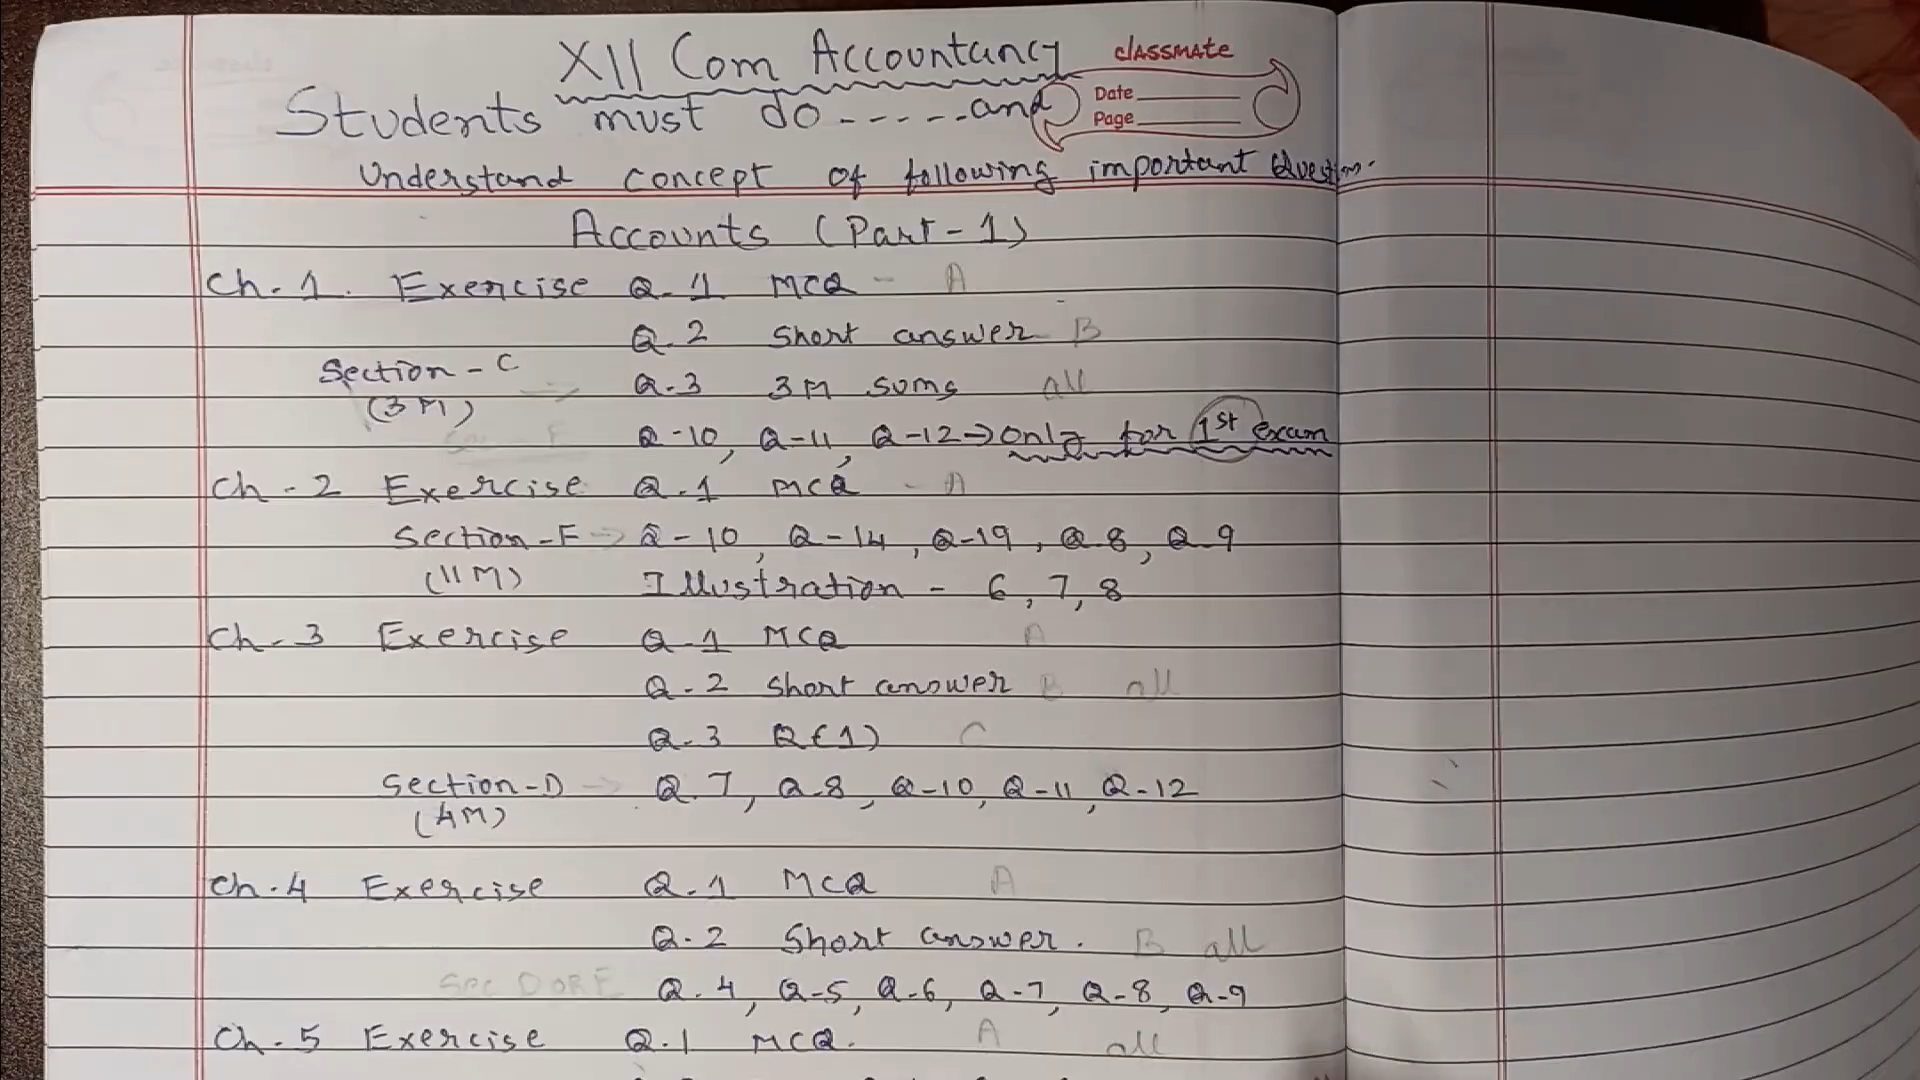 XII Com Accountancy
classmate
Date
Page
Students must do-----and
Understand concept of following important Question.
Accounts (Part-1)
Ch.1. Exercise Q.1 MCQ - A
Q.2 Short answer B
Section-C
(3M)
Q.3 3M sums all
Q-10, Q-11, Q-12→ only for 1st exam
Ch-2 Exercise Q.1 MCQ - A
Section-F → Q-10, Q-14, Q-19, Q.8, Q.9
(11M) Illustration - 6, 7, 8
Ch-3 Exercise Q-1 MCQ A
Q.2 Short answer B all
Q.3 Q(1) C
Section-D → Q.7, Q.8, Q-10, Q-11, Q-12
(4M)
Ch.4 Exercise Q.1 MCQ A
Q.2 Short answer. B all
Sec D OR E Q.4, Q-5, Q-6, Q-7, Q-8, Q-9
Ch.5 Exercise Q.1 MCQ. A all